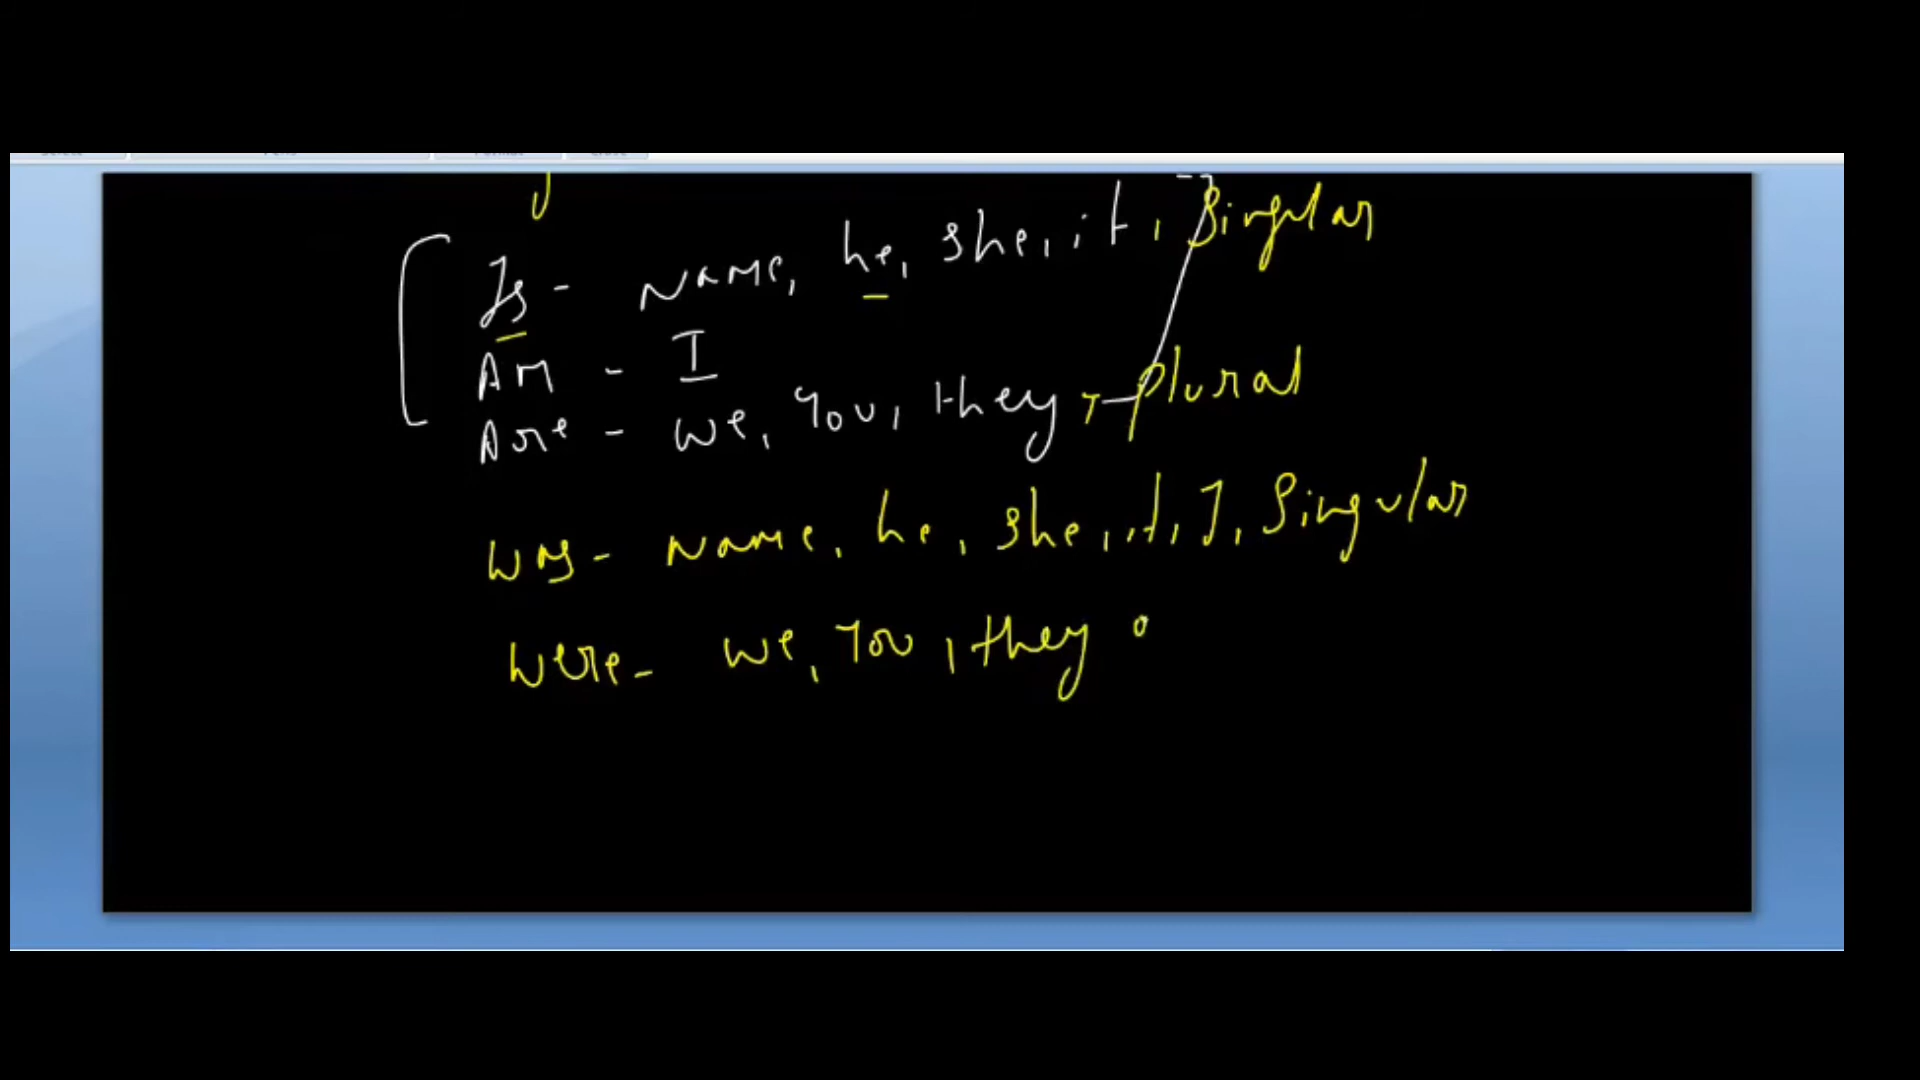 Is - Name, he, she, it, Singular
Am - I
Are - we, You, they, - plural
was - Name, he, she, it, I, Singular
were - we, You, they